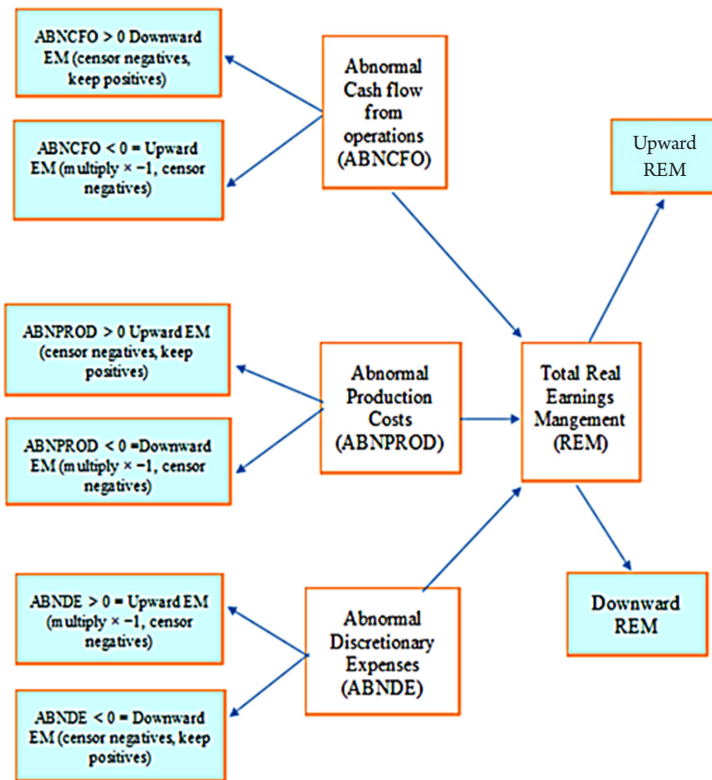 ABNCFO > 0 Downward
EM (censor negatives,
keep positives)
ABNCFO < 0 = Upward
EM (multiply × −1, censor
negatives)
Abnormal
Cash flow
from
operations
(ABNCFO)
Upward
REM
ABNPROD > 0 Upward EM
(censor negatives, keep
positives)
ABNPROD < 0 =Downward
EM (multiply × −1, censor
negatives)
Abnormal
Production
Costs
(ABNPROD)
Total Real
Earnings
Mangement
(REM)
ABNDE > 0 = Upward EM
(multiply × −1, censor
negatives)
ABNDE < 0 = Downward
EM (censor negatives, keep
positives)
Abnormal
Discretionary
Expenses
(ABNDE)
Downward
REM